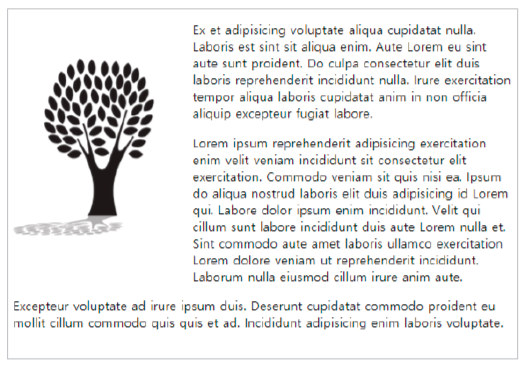 Ex et adipisicing voluptate aliqua cupidatat nulla.
Laboris est sint sit aliqua enim. Aute Lorem eu sint
aute sunt proident. Do culpa consectetur elit duis
laboris reprehenderit incididunt nulla. Irure exercitation
tempor aliqua laboris cupidatat anim in non officia
aliquip excepteur fugiat labore.
Lorem ipsum reprehenderit adipisicing exercitation
enim velit veniam incididunt sit consectetur elit
exercitation. Commodo veniam sit quis nisi ea. Ipsum
do aliqua nostrud laboris elit duis adipisicing id Lorem
qui. Labore dolor ipsum enim incididunt. Velit qui
cillum sunt labore incididunt duis aute Lorem nulla et.
Sint commodo aute amet laboris ullamco exercitation
Lorem dolore veniam ut reprehenderit incididunt.
Laborum nulla eiusmod cillum irure anim aute.
Excepteur voluptate ad irure ipsum duis. Deserunt cupidatat commodo proident eu
mollit cillum commodo quis quis et ad. Incididunt adipisicing enim laboris voluptate.